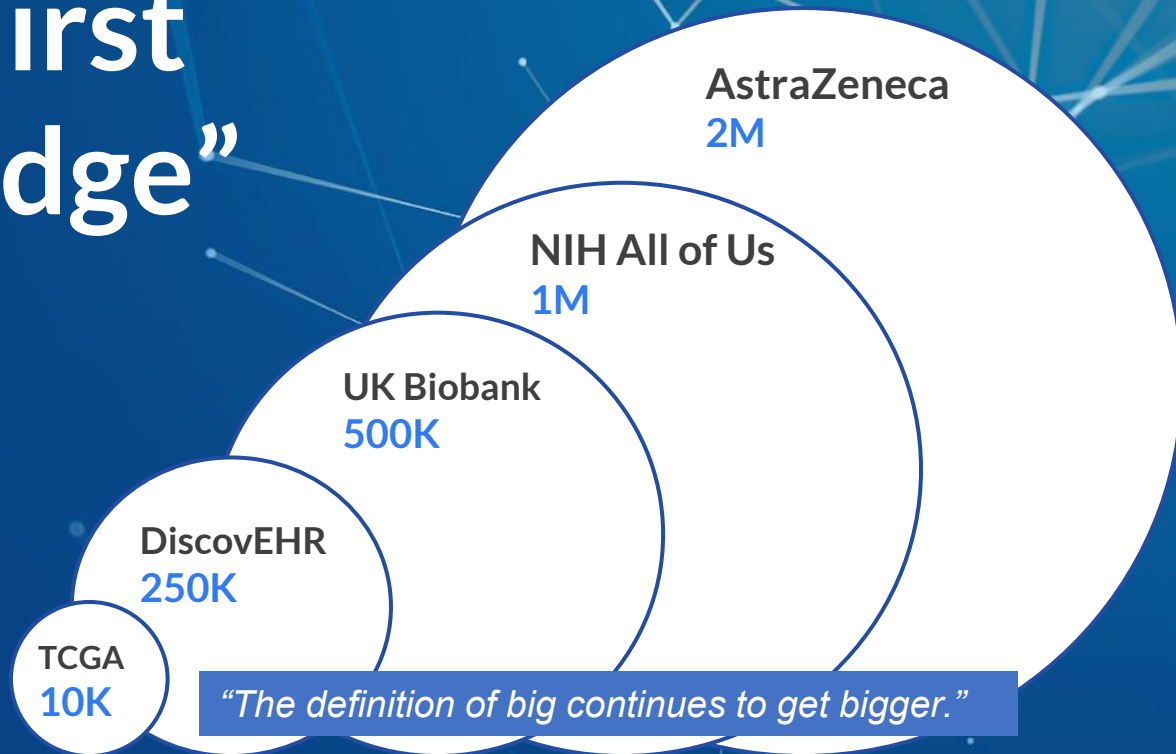 irst
dge”
AstraZeneca
2M
NIH All of Us
1M
UK Biobank
500K
DiscovEHR
250K
TCGA
10K
“The definition of big continues to get bigger.”